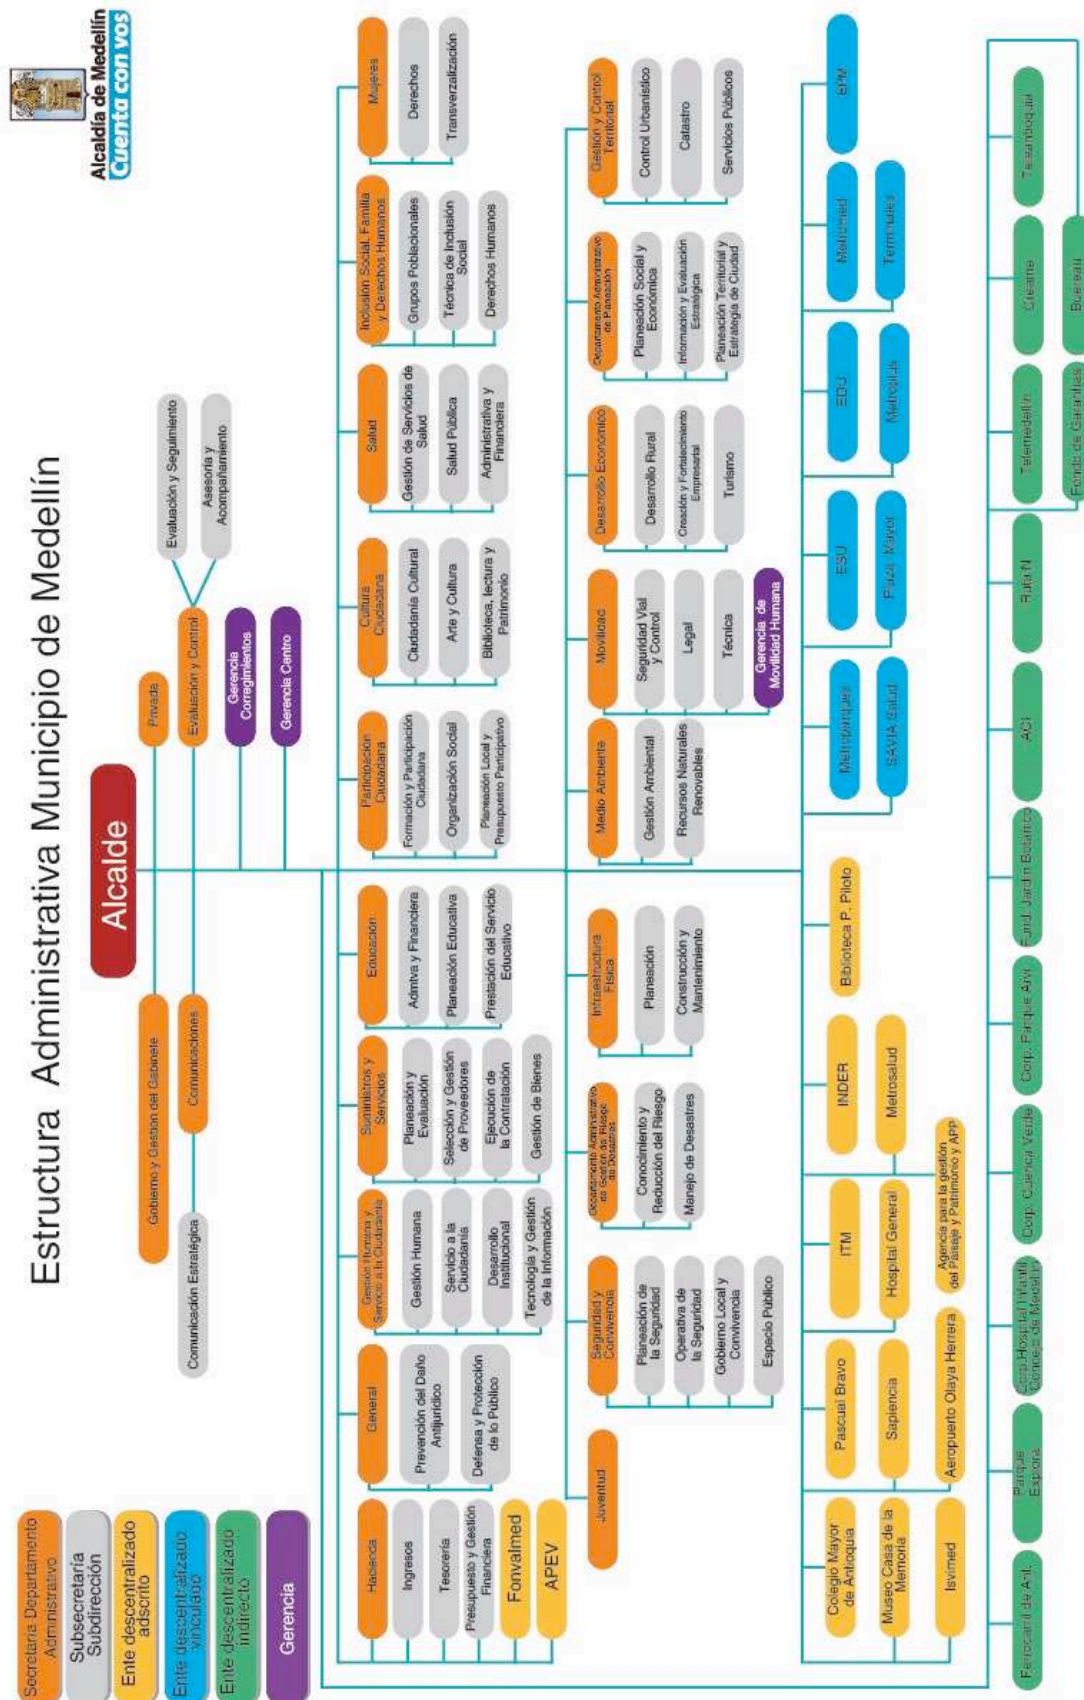 Estructura Administrativa Municipio de Medellín
Alcaldía de Medellín
Cuenta con vos
Secretaría Departamento
Administrativo
Subsecretaría
Subdirección
Ente descentralizado
adscrito
Ente descentralizado
vinculado
Ente descentralizado
indirecto
Gerencia
Alcalde
Gobierno y Gestión del Gabinete
Privada
Comunicación Estratégica
Comunicaciones
Evaluación y Control
Evaluación y Seguimiento
Asesoría y
Acompañamiento
Gerencia
Corregimientos
Gerencia Centro
Hacienda
Ingresos
Tesorería
Presupuesto y Gestión
Financiera
Fonvalmed
APEV
General
Prevención del Daño
Antijurídico
Defensa y Protección
de lo Público
Gestión Humana y
Servicio a la Ciudadanía
Gestión Humana
Servicio a la
Ciudadanía
Desarrollo
Institucional
Tecnología y Gestión
de la Información
Suministros y
Servicios
Planeación y
Evaluación
Selección y Gestión
de Proveedores
Ejecución de
la Contratación
Gestión de Bienes
Educación
Admtiva y Financiera
Planeación Educativa
Prestación del Servicio
Educativo
Participación
Ciudadana
Formación y Participación
Ciudadana
Organización Social
Planeación Local y
Presupuesto Participativo
Cultura
Ciudadana
Ciudadanía Cultural
Arte y Cultura
Biblioteca, lectura y
Patrimonio
Salud
Gestión de Servicios de
Salud
Salud Pública
Administrativa y
Financiera
Inclusión Social, Familia
y Derechos Humanos
Grupos Poblacionales
Técnica de Inclusión
Social
Derechos Humanos
Mujeres
Derechos
Transverzalización
Juventud
Seguridad y
Convivencia
Planeación de
la Seguridad
Operativa de
la Seguridad
Gobierno Local y
Convivencia
Espacio Público
Departamento Administrativo
de Gestión del Riesgo
de Desastres
Conocimiento y
Reducción del Riesgo
Manejo de Desastres
Infraestructura
Física
Planeación
Construcción y
Mantenimiento
Medio Ambiente
Gestión Ambiental
Recursos Naturales
Renovables
Movilidad
Seguridad Vial
y Control
Legal
Técnica
Gerencia de
Movilidad Humana
Desarrollo Económico
Desarrollo Rural
Creación y Fortalecimiento
Empresarial
Turismo
Departamento Administrativo
de Planeación
Planeación Social y
Económica
Información y Evaluación
Estratégica
Planeación Territorial y
Estrategia de Ciudad
Gestión y Control
Territorial
Control Urbanístico
Catastro
Servicios Públicos
Colegio Mayor
de Antioquia
Museo Casa de la
Memoria
Isvimed
Pascual Bravo
Sapiencia
Aeropuerto Olaya Herrera
ITM
Hospital General
Agencia para la gestión
del Paisaje y Patrimonio y APP
INDER
Metrosalud
Biblioteca P. Piloto
Metroparques
SAVIA Salud
ESU
Plaza Mayor
EDU
Metroplus
Metromed
Terminales
EPM
Ferrocarril de Ant.
Parque
Explora
Corp. Hospital Infantil
Concejo de Medellín
Corp. Cuenca Verde
Corp. Parque Arví
Fund. Jardín Botánico
ACI
Ruta N
Telemedellín
Créame
Teleantioquia
Fondo de Garantías
Bureau